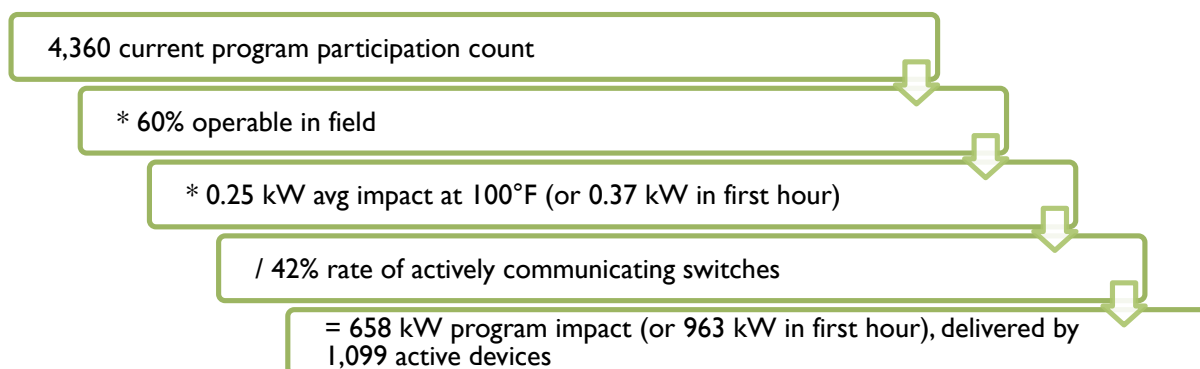 4,360 current program participation count
* 60% operable in field
* 0.25 kW avg impact at 100°F (or 0.37 kW in first hour)
/ 42% rate of actively communicating switches
= 658 kW program impact (or 963 kW in first hour), delivered by
1,099 active devices